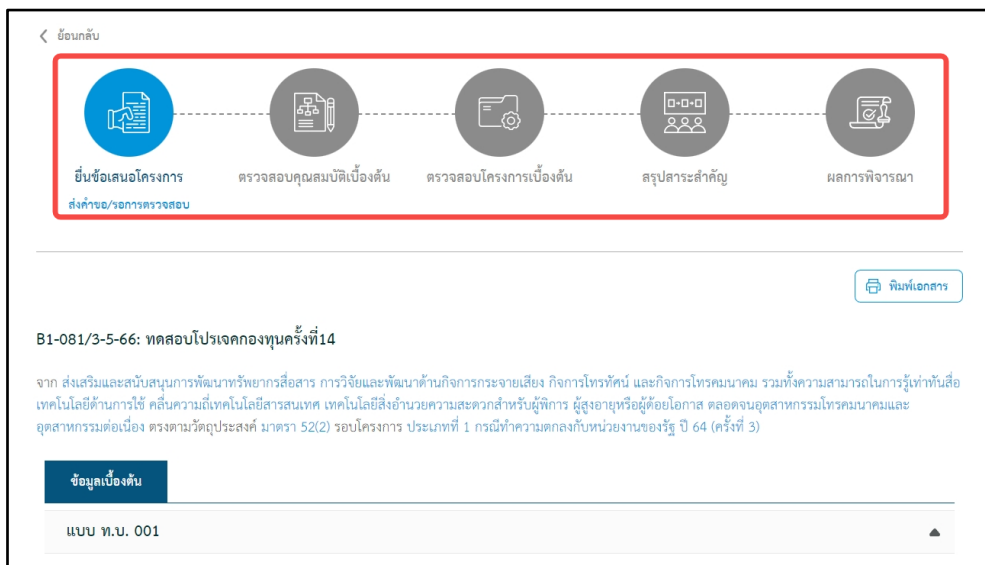 ย้อนกลับ
ยื่นข้อเสนอโครงการ
ส่งคำขอ/รอการตรวจสอบ
ตรวจสอบคุณสมบัติเบื้องต้น
ตรวจสอบโครงการเบื้องต้น
สรุปสาระสำคัญ
ผลการพิจารณา
พิมพ์เอกสาร
B1-081/3-5-66: ทดสอบโปรเจคกองทุนครั้งที่14
จาก ส่งเสริมและสนับสนุนการพัฒนาทรัพยากรสื่อสาร การวิจัยและพัฒนาด้านกิจการกระจายเสียง กิจการโทรทัศน์ และกิจการโทรคมนาคม รวมทั้งความสามารถในการรู้เท่าทันสื่อ
เทคโนโลยีด้านการใช้ คลื่นความถี่เทคโนโลยีสารสนเทศ เทคโนโลยีสิ่งอำนวยความสะดวกสำหรับผู้พิการ ผู้สูงอายุหรือผู้ด้อยโอกาส ตลอดจนอุตสาหกรรมโทรคมนาคมและ
อุตสาหกรรมต่อเนื่อง ตรงตามวัตถุประสงค์ มาตรา 52(2) รอบโครงการ ประเภทที่ 1 กรณีทำความตกลงกับหน่วยงานของรัฐ ปี 64 (ครั้งที่ 3)
ข้อมูลเบื้องต้น
แบบ ท.บ. 001